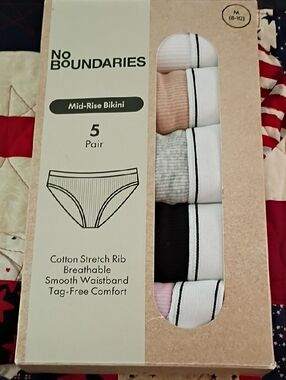 No
BOUNDARIES
M
(8-10)
Mid-Rise Bikini
5
Pair
Cotton Stretch Rib
Breathable
Smooth Waistband
Tag-Free Comfort